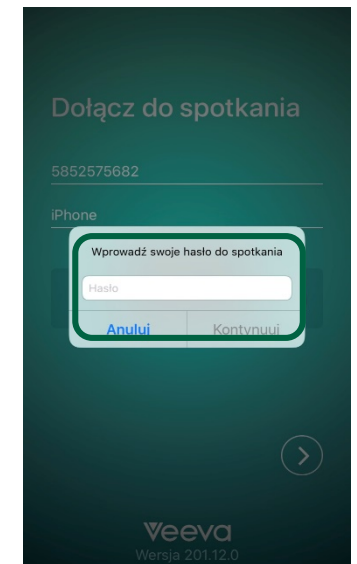 Dołącz do spotkania
5852575682
iPhone
Wprowadź swoje hasło do spotkania
Hasło
Anuluj Kontynuuj
Veeva
Wersja 201.12.0